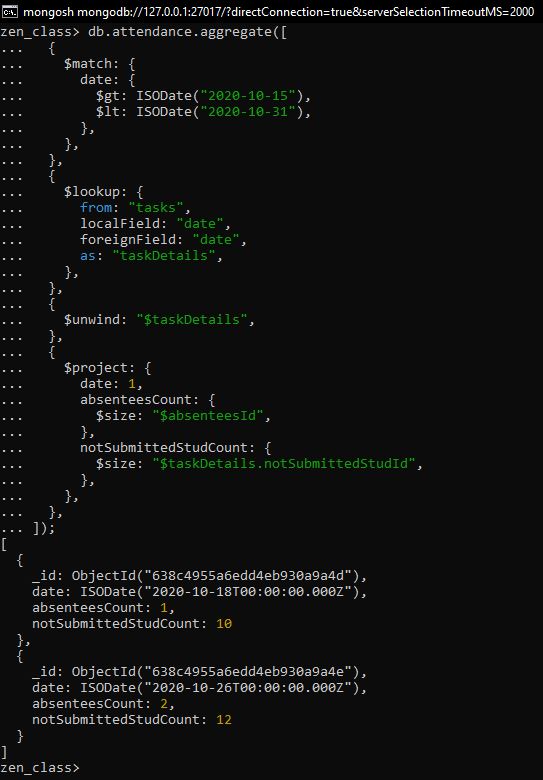 mongosh mongodb://127.0.0.1:27017/?directConnection=true&serverSelectionTimeoutMS=2000
zen_class> db.attendance.aggregate([
...   {
...     $match: {
...       date: {
...         $gt: ISODate("2020-10-15"),
...         $lt: ISODate("2020-10-31"),
...       },
...     },
...   },
...   {
...     $lookup: {
...       from: "tasks",
...       localField: "date",
...       foreignField: "date",
...       as: "taskDetails",
...     },
...   },
...   {
...     $unwind: "$taskDetails",
...   },
...   {
...     $project: {
...       date: 1,
...       absenteesCount: {
...         $size: "$absenteesId",
...       },
...       notSubmittedStudCount: {
...         $size: "$taskDetails.notSubmittedStudId",
...       },
...     },
...   },
... ]);
[
  {
    _id: ObjectId("638c4955a6edd4eb930a9a4d"),
    date: ISODate("2020-10-18T00:00:00.000Z"),
    absenteesCount: 1,
    notSubmittedStudCount: 10
  },
  {
    _id: ObjectId("638c4955a6edd4eb930a9a4e"),
    date: ISODate("2020-10-26T00:00:00.000Z"),
    absenteesCount: 2,
    notSubmittedStudCount: 12
  }
]
zen_class>